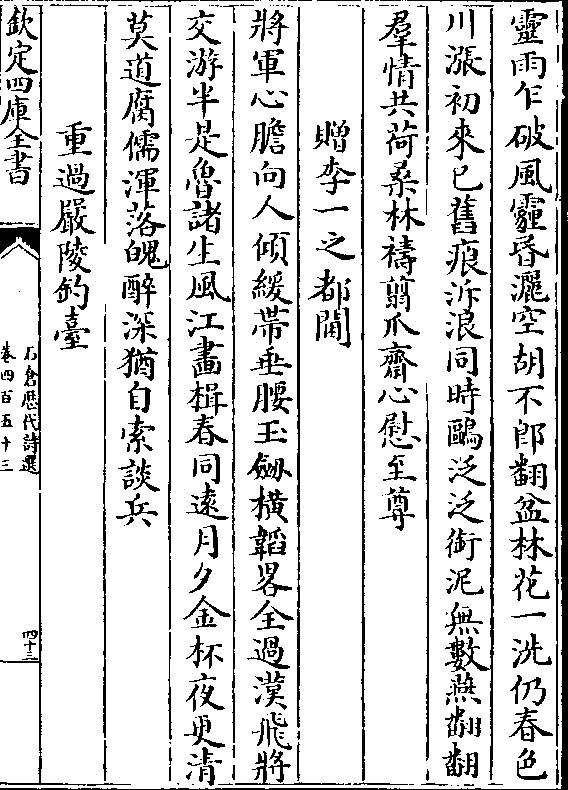 靈雨乍破風霾昏灑空胡不即翻盆林花一洗仍春色
川漲初來已舊痕泝浪同時鷗泛泛銜泥無數燕翻翻
羣情共荷桑林禱翦爪齋心慰至尊
贈李一之都閫
將軍心膽向人傾緩帶垂腰玉劔橫韜畧全過漢飛將
交游半是魯諸生風江畫楫春同遠月夕金杯夜更清
莫道腐儒渾落魄醉深猶自索談兵
重過嚴陵釣臺
欽定四庫全書
石倉歷代詩選
卷四百五十三
四十三